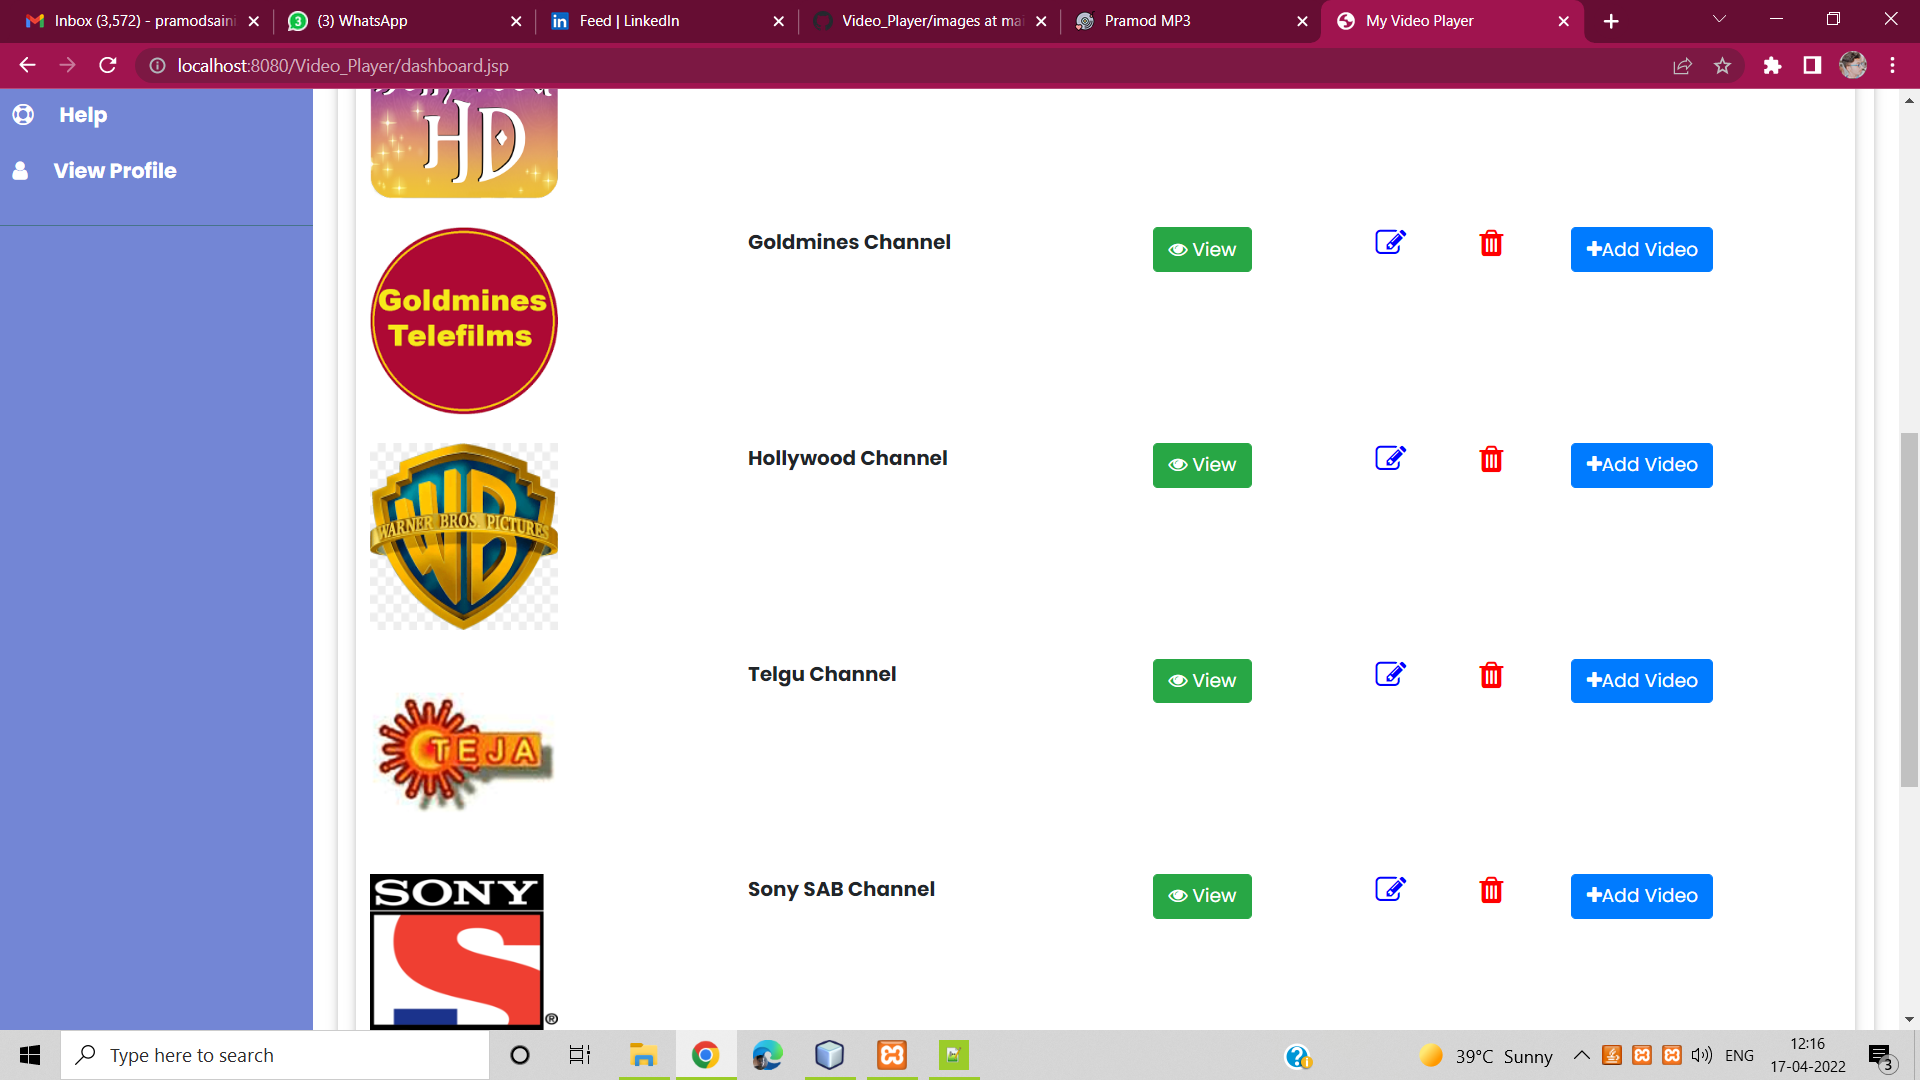 Inbox (3,572) - pramodsaini
(3) WhatsApp
Feed | LinkedIn
Video_Player/images at mai
Pramod MP3
My Video Player
localhost:8080/Video_Player/dashboard.jsp
Help
View Profile
HD
Goldmines
Telefilms
Goldmines Channel
View
+Add Video
WARNER BROS. PICTURES
WB
Hollywood Channel
View
+Add Video
TEJA
Telgu Channel
View
+Add Video
SONY
S
®
Sony SAB Channel
View
+Add Video
Type here to search
39°C Sunny
ENG
12:16
17-04-2022
3